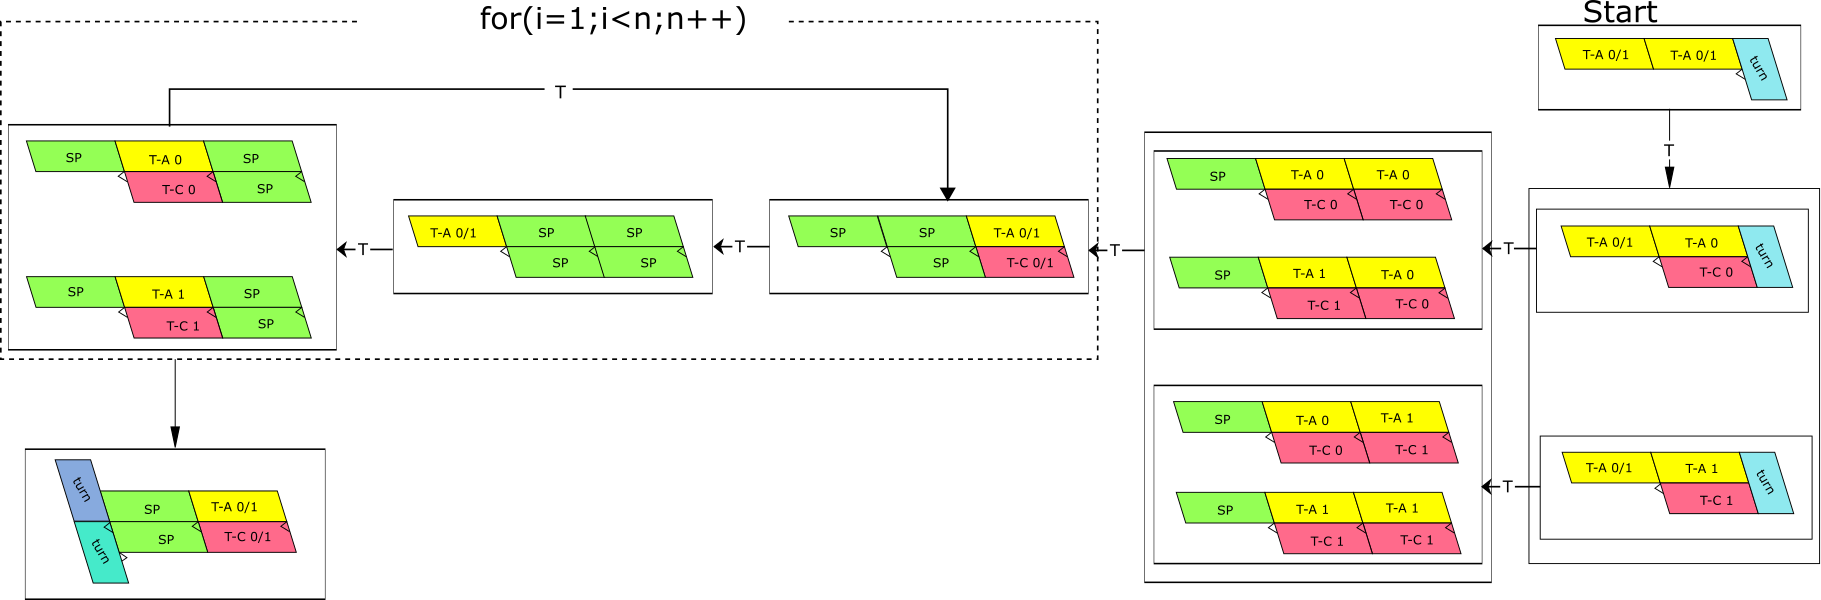 for(i=1;i<n;n++)
Start
T-A 0/1 T-A 0/1 turn
T
T
SP T-A 0 SP
T-C 0 SP
SP T-A 1 SP
T-C 1 SP
T
T-A 0/1 SP SP
SP SP
T
SP SP T-A 0/1
SP T-C 0/1
T
SP T-A 0 T-A 0
T-C 0 T-C 0
SP T-A 1 T-A 0
T-C 1 T-C 0
SP T-A 0 T-A 1
T-C 0 T-C 1
SP T-A 1 T-A 1
T-C 1 T-C 1
T
T
T-A 0/1 T-A 0 turn
T-C 0
T-A 0/1 T-A 1 turn
T-C 1
turn SP T-A 0/1
turn SP T-C 0/1